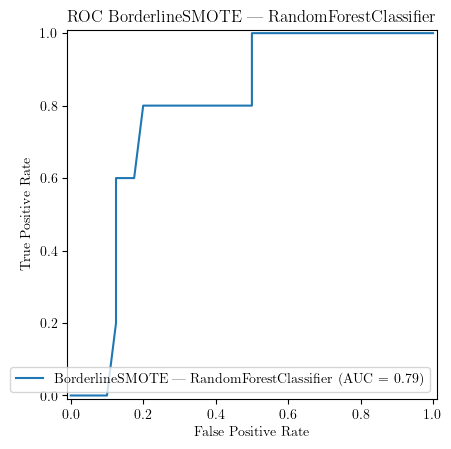 ROC BorderlineSMOTE — RandomForestClassifier
1.0
0.8
0.6
0.4
0.2
0.0
True Positive Rate
BorderlineSMOTE — RandomForestClassifier (AUC = 0.79)
0.0 0.2 0.4 0.6 0.8 1.0
False Positive Rate